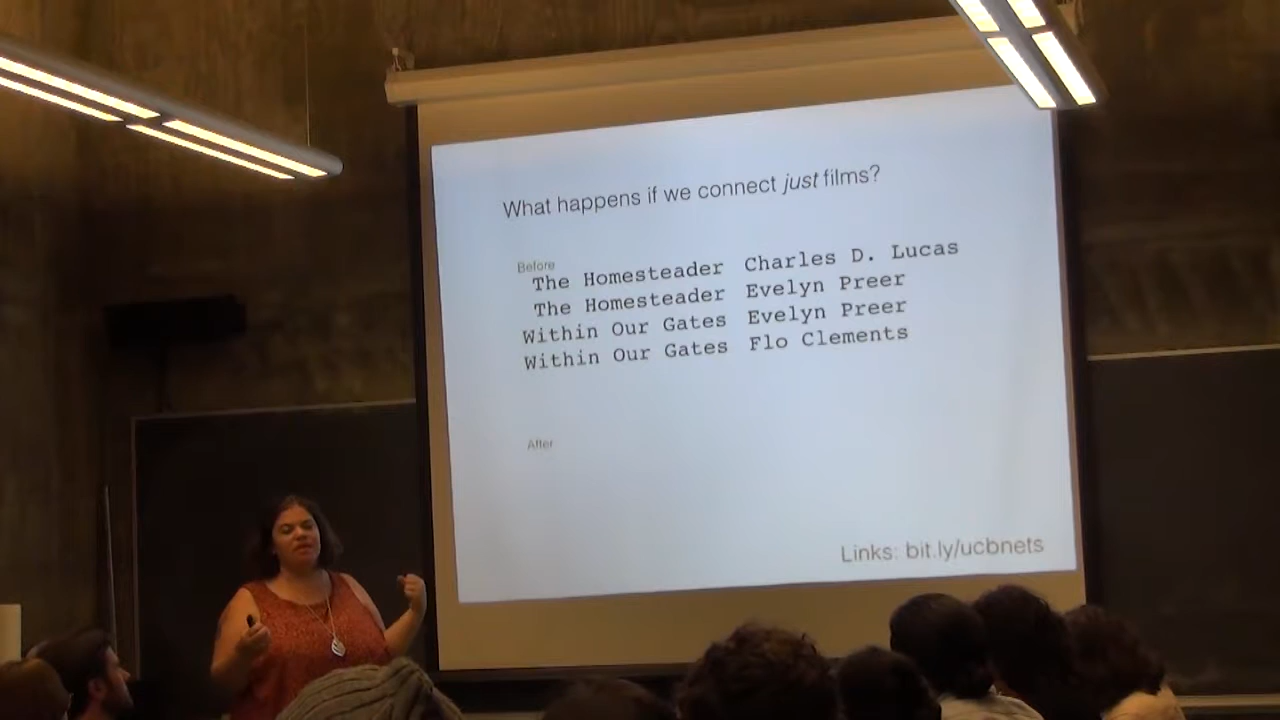 What happens if we connect just films?
Before
The Homesteader Charles D. Lucas
The Homesteader Evelyn Preer
Within Our Gates Evelyn Preer
Within Our Gates Flo Clements
After
Links: bit.ly/ucbnets